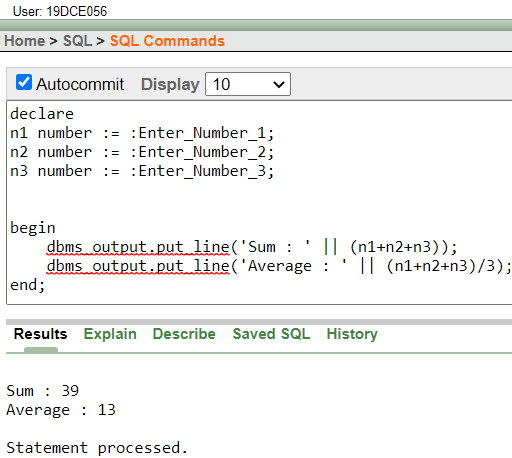 User: 19DCE056
Home > SQL > SQL Commands
Autocommit Display 10
declare
n1 number := :Enter_Number_1;
n2 number := :Enter_Number_2;
n3 number := :Enter_Number_3;
begin
    dbms_output.put_line('Sum : ' || (n1+n2+n3));
    dbms_output.put_line('Average : ' || (n1+n2+n3)/3);
end;
Results Explain Describe Saved SQL History
Sum : 39
Average : 13
Statement processed.